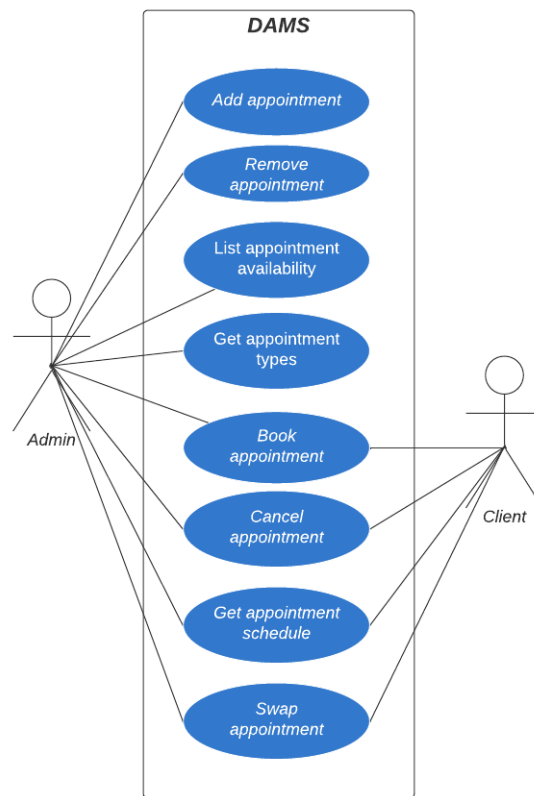 DAMS
Add appointment
Remove
appointment
List appointment
availability
Get appointment
types
Admin
Book
appointment
Client
Cancel
appointment
Get appointment
schedule
Swap
appointment